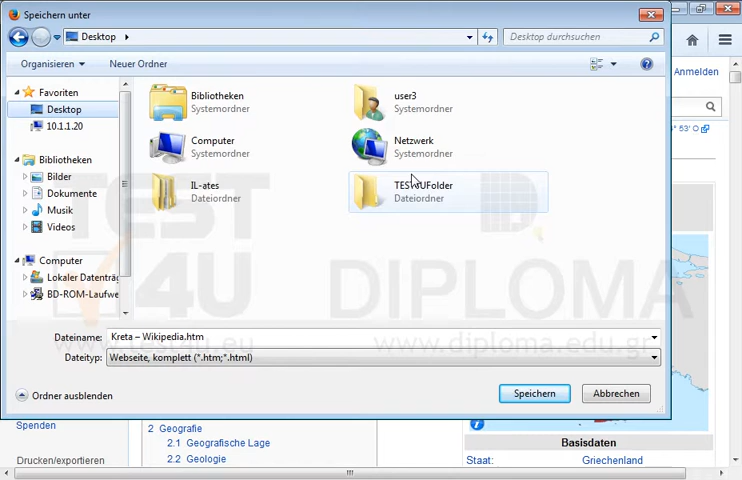 Speichern unter
Desktop
Desktop durchsuchen
Organisieren
Neuer Ordner
Anmeldenn
Favoriten
Desktop
10.1.1.20
Bibliotheken
Bilder
Dokumente
Musik
Videos
Computer
Lokaler Datenträ
BD-ROM-Laufwe
Bibliotheken
Systemordner
user3
Systemordner
Computer
Systemordner
Netzwerk
Systemordner
IL-ates
Dateiordner
Dateiordner
TEST
4U
DIPLOMA
www.diploma.edu.gr
Dateiname:
Kreta – Wikipedia.htm
Dateityp:
Webseite, komplett (*.htm;*.html)
Ordner ausblenden
Speichern
Abbrechen
Spenden
Drucken/exportieren
2 Geografie
2.1 Geografische Lage
2.2 Geologie
Basisdaten
Staat: Griechenland